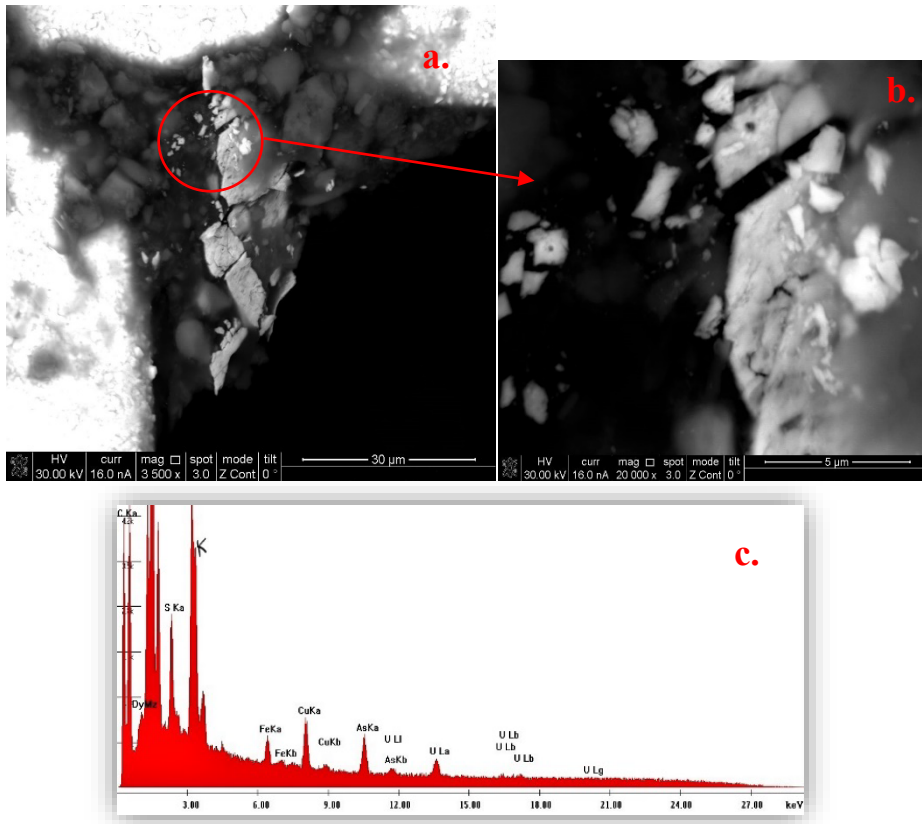 a.
HV curr mag □ spot mode tilt
30.00 kV 16.0 nA 3 500 x 3.0 Z Cont 0 °
30 µm
b.
HV curr mag □ spot mode tilt
30.00 kV 16.0 nA 20 000 x 3.0 Z Cont 0 °
5 µm
c.
C Ka
K
S Ka
CuKa
FeKa
AsKa
U Ll
U Lb
CuKb
U La
U Lb
U Lb
FeKb
AsKb
U Lg
3.00 6.00 9.00 12.00 15.00 18.00 21.00 24.00 27.00 keV